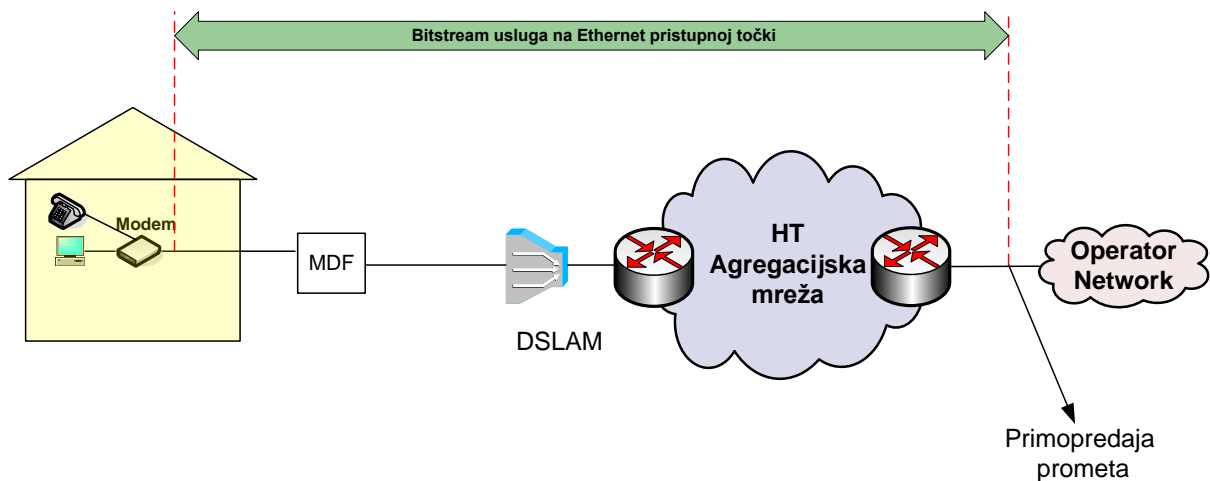 Bitstream usluga na Ethernet pristupnoj točki
Modem
MDF
DSLAM
HT
Agregacijska
mreža
Operator
Network
Primopredaja
prometa